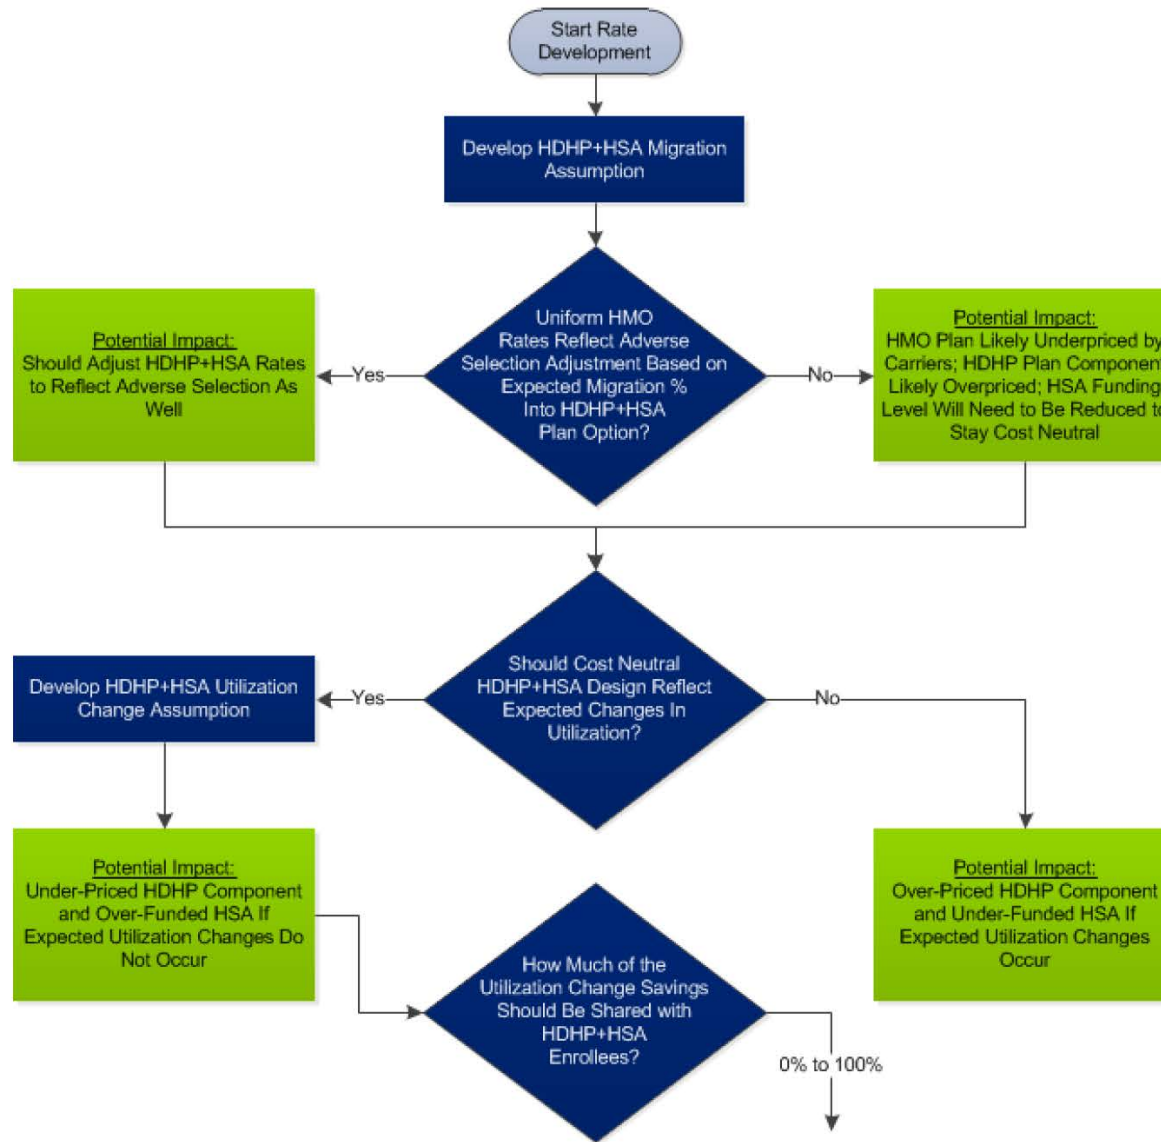 Start Rate
Development
Develop HDHP+HSA Migration
Assumption
Uniform HMO
Rates Reflect Adverse
Selection Adjustment Based on
Expected Migration %
Into HDHP+HSA
Plan Option?
Yes
No
Potential Impact:
Should Adjust HDHP+HSA Rates
to Reflect Adverse Selection As
Well
Potential Impact:
HMO Plan Likely Underpriced by
Carriers; HDHP Plan Component
Likely Overpriced; HSA Funding
Level Will Need to Be Reduced to
Stay Cost Neutral
Should Cost Neutral
HDHP+HSA Design Reflect
Expected Changes In
Utilization?
Yes
No
Develop HDHP+HSA Utilization
Change Assumption
Potential Impact:
Under-Priced HDHP Component
and Over-Funded HSA If
Expected Utilization Changes Do
Not Occur
Potential Impact:
Over-Priced HDHP Component
and Under-Funded HSA If
Expected Utilization Changes
Occur
How Much of the
Utilization Change Savings
Should Be Shared with
HDHP+HSA
Enrollees?
0% to 100%